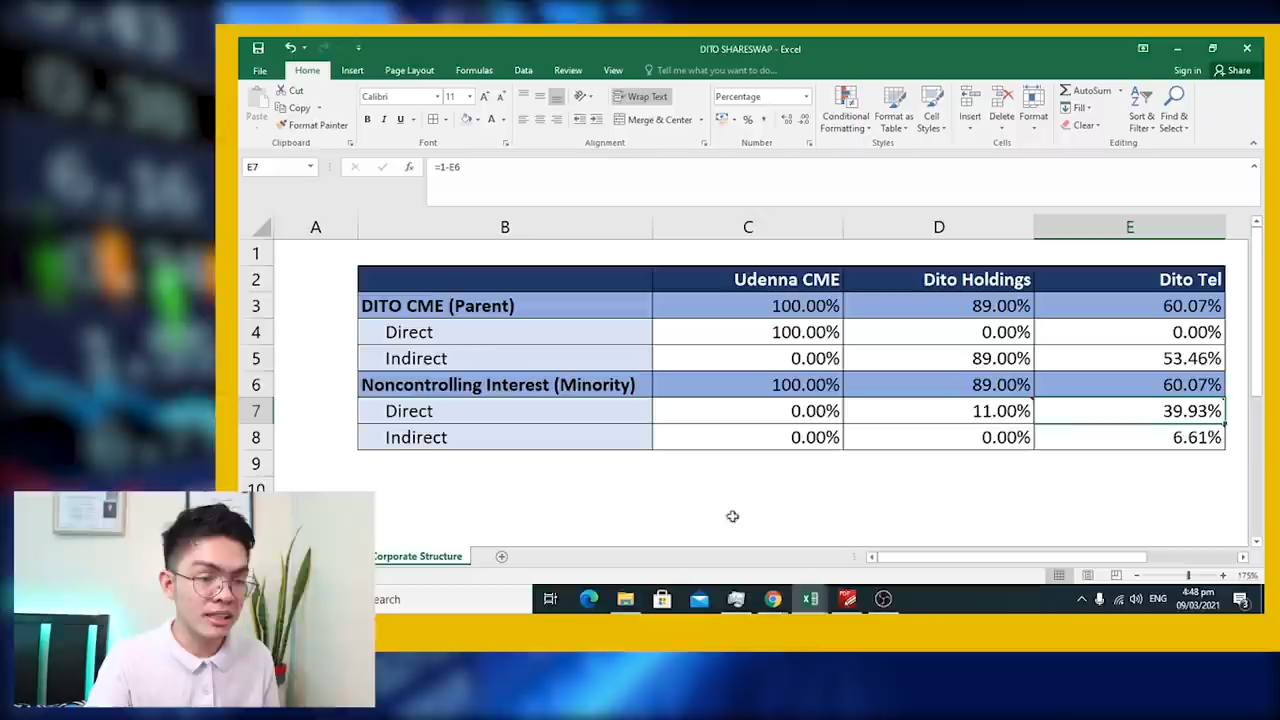 DITO SHARESWAP - Excel
File Home Insert Page Layout Formulas Data Review View Tell me what you want to do... Sign in Share
Paste Cut Copy Format Painter
Calibri 11 Wrap Text Percentage Conditional Formatting Format as Table Cell Styles Insert Delete Format AutoSum Fill Clear Sort & Filter Find & Select
B I U A Merge & Center %
Clipboard Font Alignment Number Styles Cells Editing
E7 fx =1-E6
A B C D E
1
2 Udenna CME Dito Holdings Dito Tel
3 DITO CME (Parent) 100.00% 89.00% 60.07%
4 Direct 100.00% 0.00% 0.00%
5 Indirect 0.00% 89.00% 53.46%
6 Noncontrolling Interest (Minority) 100.00% 89.00% 60.07%
7 Direct 0.00% 11.00% 39.93%
8 Indirect 0.00% 0.00% 6.61%
9
10
Corporate Structure
175%
earch ENG 4:48 pm
09/03/2021 3